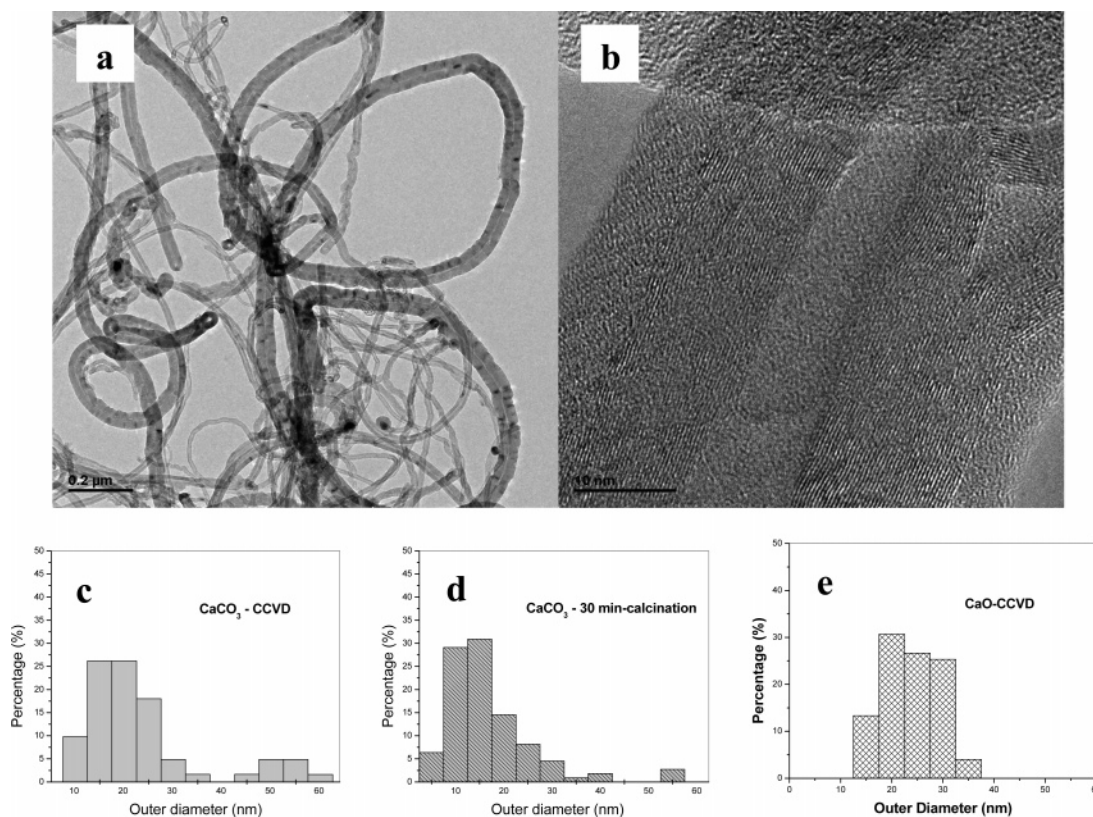 a
b
0.2 µm
10 nm
c
CaCO₃ - CCVD
Percentage (%)
50
45
40
35
30
25
20
15
10
5
0
10 20 30 40 50 60
Outer diameter (nm)
d
CaCO₃ - 30 min-calcination
Percentage (%)
50
45
40
35
30
25
20
15
10
5
0
10 20 30 40 50 60
Outer diameter (nm)
e
CaO-CCVD
Percentage (%)
50
40
30
20
10
0
0 10 20 30 40 50 60
Outer Diameter (nm)